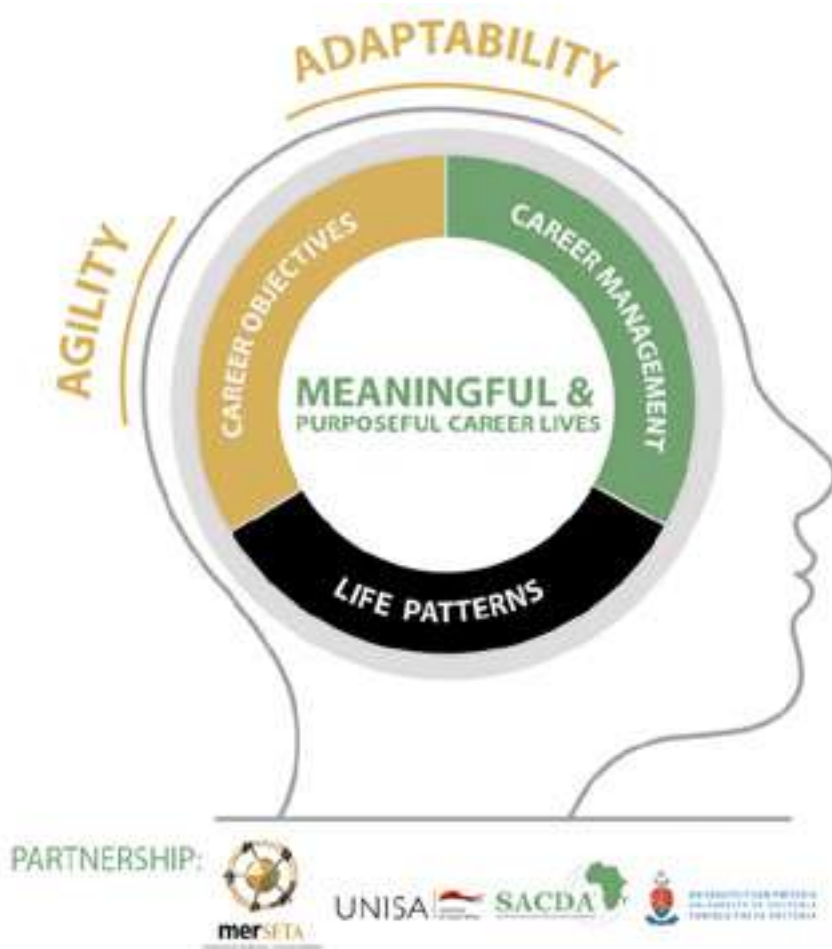 ADAPTABILITY
AGILITY
CAREER OBJECTIVES
CAREER MANAGEMENT
MEANINGFUL &
PURPOSEFUL CAREER LIVES
LIFE PATTERNS
PARTNERSHIP:
merSETA
UNISA
SACDA